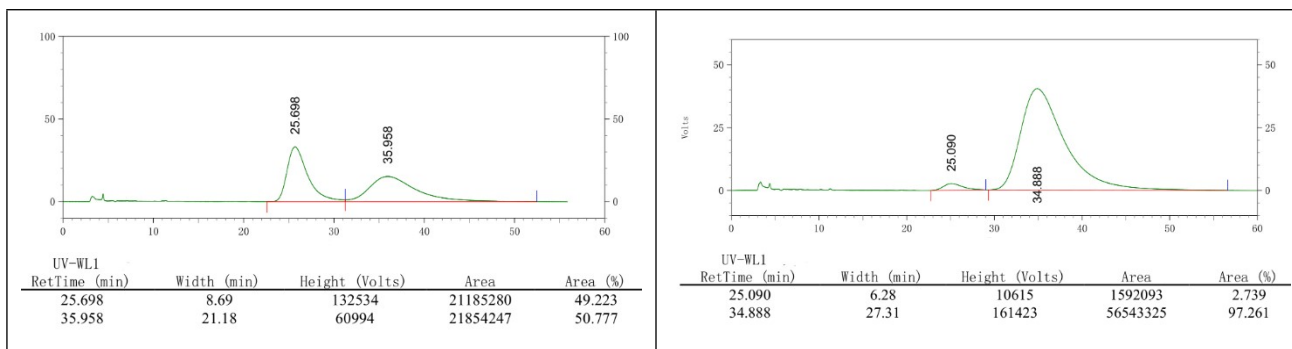 100
100
50
50
0
0
25.698
35.958
0 10 20 30 40 50 60
UV-WL1
RetTime (min) Width (min) Height (Volts) Area Area (%)
25.698 8.69 132534 21185280 49.223
35.958 21.18 60994 21854247 50.777
50
50
Volts
25
25
0
0
25.090
34.888
0 10 20 30 40 50 60
UV-WL1
RetTime (min) Width (min) Height (Volts) Area Area (%)
25.090 6.28 10615 1592093 2.739
34.888 27.31 161423 56543325 97.261